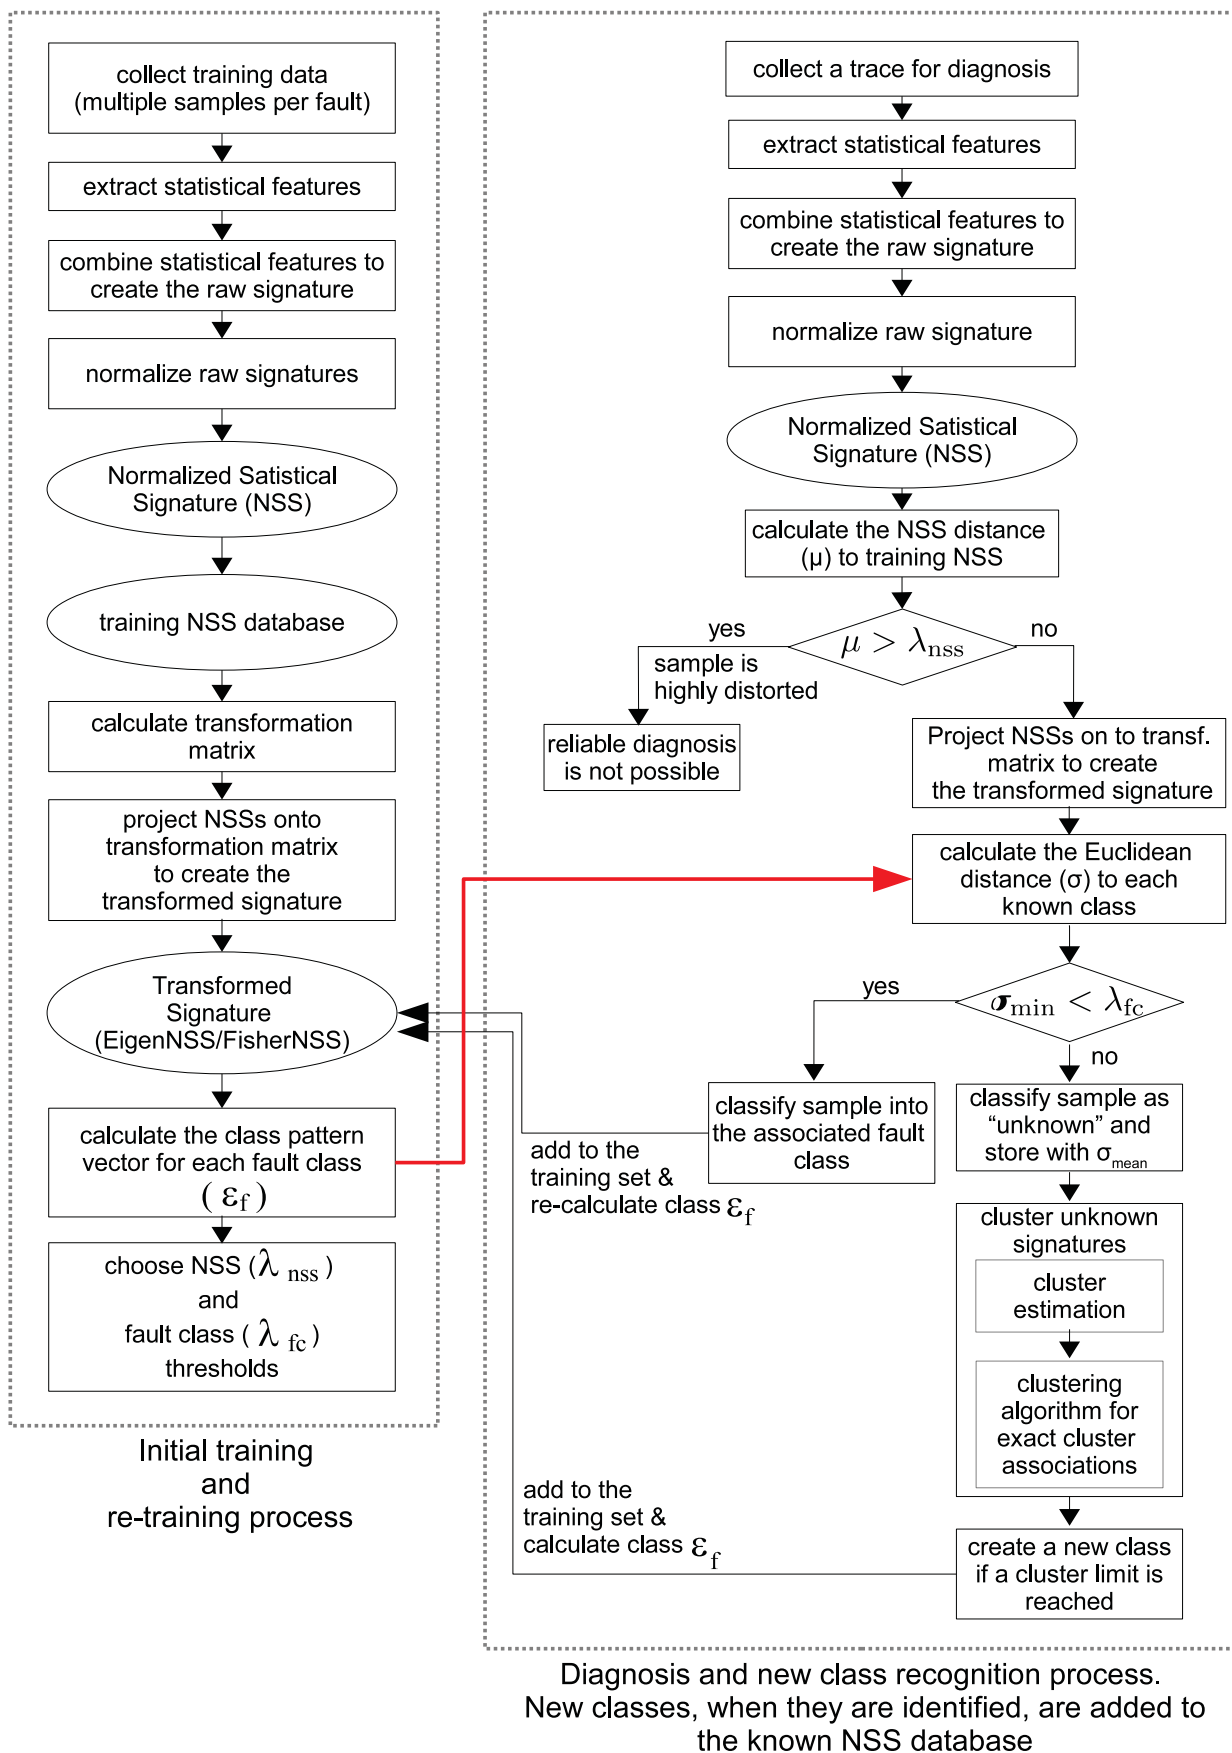 collect training data
(multiple samples per fault)
extract statistical features
combine statistical features to
create the raw signature
normalize raw signatures
Normalized Satistical
Signature (NSS)
training NSS database
calculate transformation
matrix
project NSSs onto
transformation matrix
to create the
transformed signature
Transformed
Signature
(EigenNSS/FisherNSS)
calculate the class pattern
vector for each fault class
( ε_f )
choose NSS (λ_nss)
and
fault class ( λ_fc)
thresholds
Initial training
and
re-training process
collect a trace for diagnosis
extract statistical features
combine statistical features to
create the raw signature
normalize raw signature
Normalized Satistical
Signature (NSS)
calculate the NSS distance
(μ) to training NSS
μ > λ_nss
yes
no
sample is
highly distorted
reliable diagnosis
is not possible
Project NSSs on to transf.
matrix to create
the transformed signature
calculate the Euclidean
distance (σ) to each
known class
σ_min < λ_fc
yes
no
classify sample into
the associated fault
class
add to the
training set &
re-calculate class ε_f
classify sample as
“unknown” and
store with σ_mean
cluster unknown
signatures
cluster
estimation
clustering
algorithm for
exact cluster
associations
create a new class
if a cluster limit is
reached
add to the
training set &
calculate class ε_f
Diagnosis and new class recognition process.
New classes, when they are identified, are added to
the known NSS database